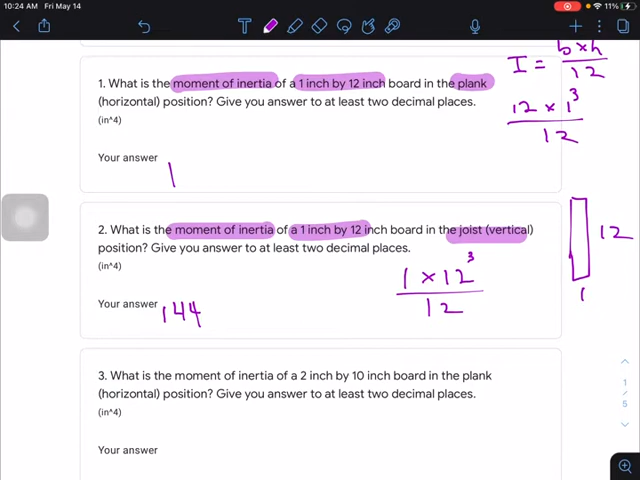 10:24 AM Fri May 14
11%
I = b x h
12
1. What is the moment of inertia of a 1 inch by 12 inch board in the plank
(horizontal) position? Give you answer to at least two decimal places.
(in^4)
12 x 1^3
12
Your answer
1
2. What is the moment of inertia of a 1 inch by 12 inch board in the joist (vertical)
position? Give you answer to at least two decimal places.
(in^4)
12
1
1 x 12^3
12
Your answer
144
3. What is the moment of inertia of a 2 inch by 10 inch board in the plank
(horizontal) position? Give you answer to at least two decimal places.
(in^4)
Your answer
1
/
5